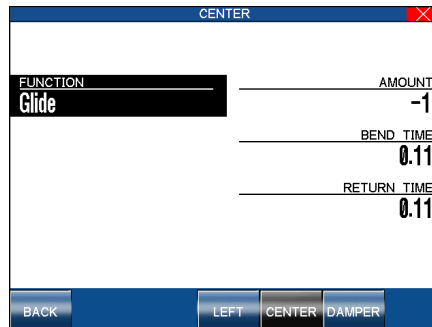 CENTER
FUNCTION
Glide
AMOUNT
-1
BEND TIME
0.11
RETURN TIME
0.11
BACK
LEFT
CENTER
DAMPER